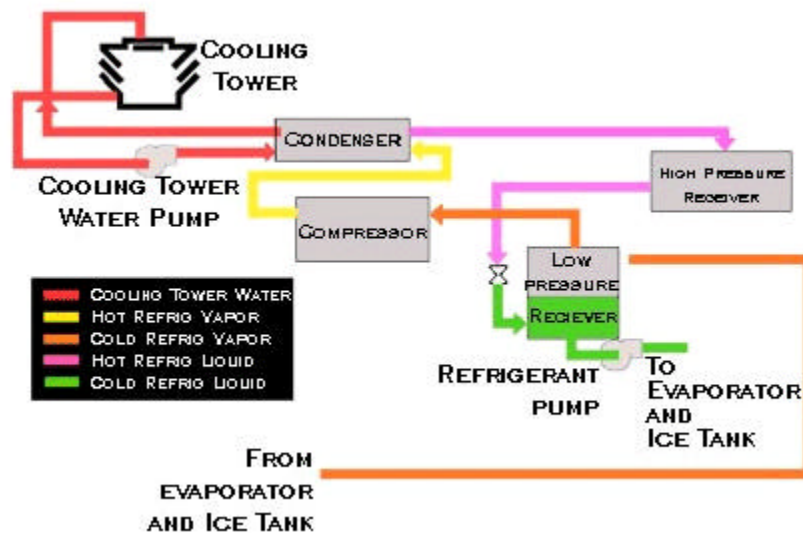 COOLING
TOWER
CONDENSER
HIGH PRESSURE
RECEIVER
COOLING TOWER
WATER PUMP
COMPRESSOR
LOW
PRESSURE
RECIEVER
COOLING TOWER WATER
HOT REFRIG VAPOR
COLD REFRIG VAPOR
HOT REFRIG LIQUID
COLD REFRIG LIQUID
REFRIGERANT
PUMP
TO
EVAPORATOR
AND
ICE TANK
FROM
EVAPORATOR
AND ICE TANK